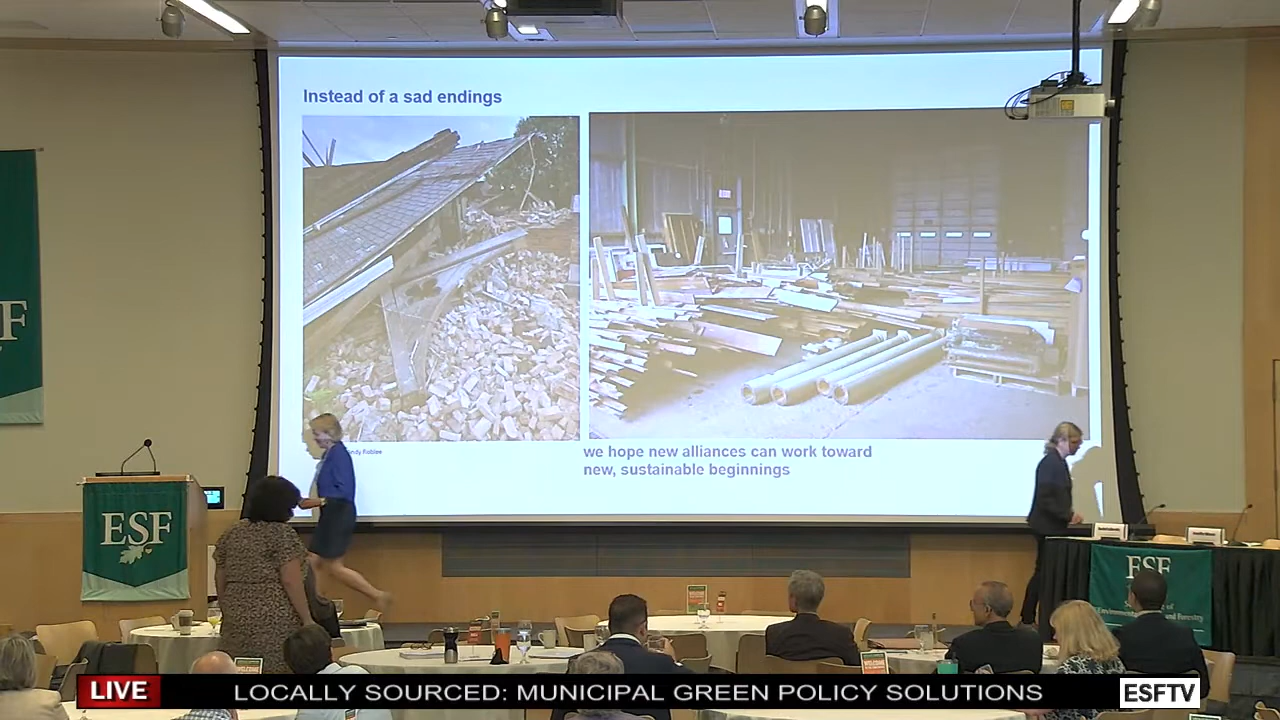 Instead of a sad endings
we hope new alliances can work toward
new, sustainable beginnings
F
ESF
ESF
LIVE
LOCALLY SOURCED: MUNICIPAL GREEN POLICY SOLUTIONS
ESFTV